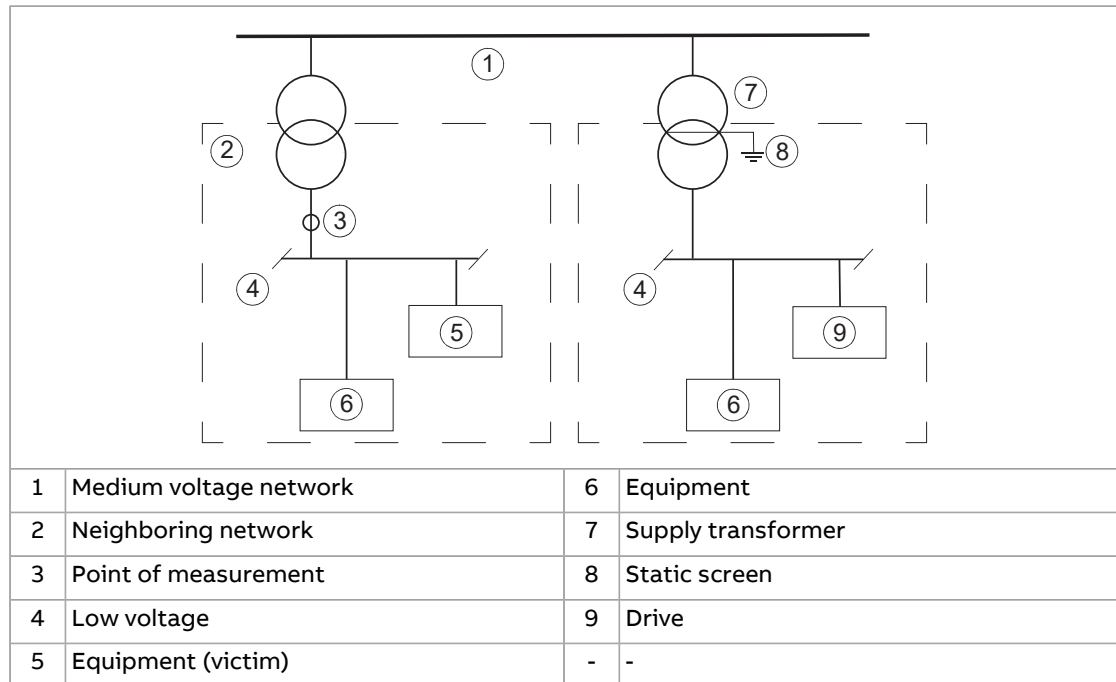 1
7
2
8
3
4
4
5
9
6
6
1 Medium voltage network 6 Equipment
2 Neighboring network 7 Supply transformer
3 Point of measurement 8 Static screen
4 Low voltage 9 Drive
5 Equipment (victim) - -